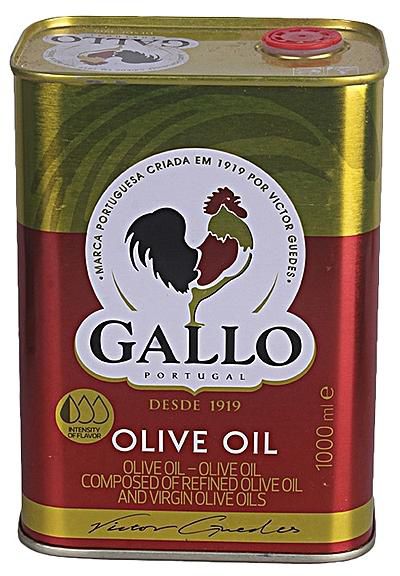 GALLO
• MARCA PORTUGUESA CRIADA EM 1919 POR VICTOR GUEDES •
GALLO
PORTUGAL
DESDE 1919
INTENSITY
OF FLAVOR
OLIVE OIL
1000 ml e
OLIVE OIL – OLIVE OIL
COMPOSED OF REFINED OLIVE OIL
AND VIRGIN OLIVE OILS
Victor Guedes